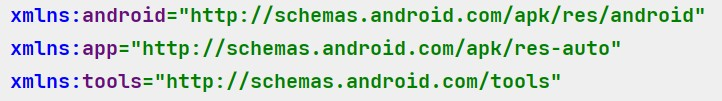 xmlns:android="http://schemas.android.com/apk/res/android"
xmlns:app="http://schemas.android.com/apk/res-auto"
xmlns:tools="http://schemas.android.com/tools"